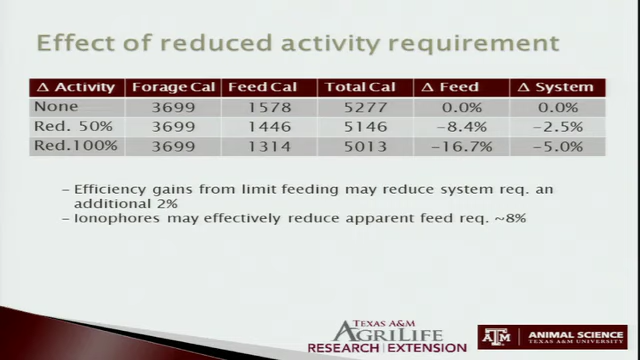 Effect of reduced activity requirement
Δ Activity Forage Cal Feed Cal Total Cal Δ Feed Δ System
None 3699 1578 5277 0.0% 0.0%
Red. 50% 3699 1446 5146 -8.4% -2.5%
Red.100% 3699 1314 5013 -16.7% -5.0%
– Efficiency gains from limit feeding may reduce system req. an
additional 2%
– Ionophores may effectively reduce apparent feed req. ~8%
TEXAS A&M
AGRILIFE
RESEARCH | EXTENSION
ATM
ANIMAL SCIENCE
TEXAS A&M UNIVERSITY